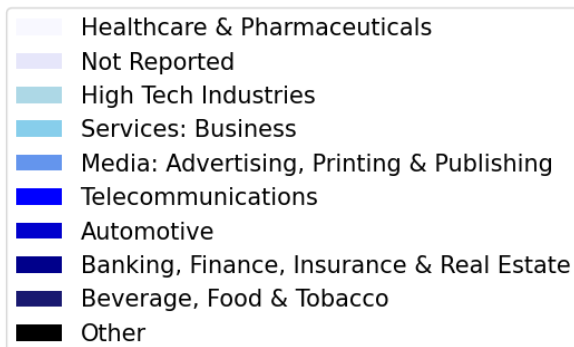 Healthcare & Pharmaceuticals
Not Reported
High Tech Industries
Services: Business
Media: Advertising, Printing & Publishing
Telecommunications
Automotive
Banking, Finance, Insurance & Real Estate
Beverage, Food & Tobacco
Other